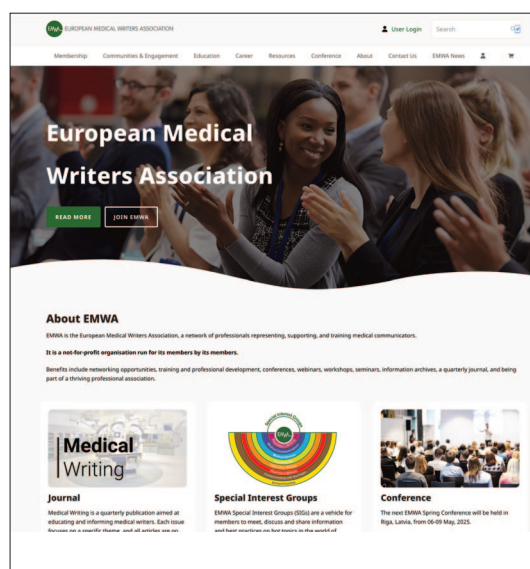 EMWA EUROPEAN MEDICAL WRITERS ASSOCIATION
User Login
Search
Membership
Communities & Engagement
Education
Career
Resources
Conference
About
Contact Us
EMWA News
European Medical
Writers Association
READ MORE
JOIN EMWA
About EMWA
EMWA is the European Medical Writers Association, a network of professionals representing, supporting, and training medical communicators.
It is a not-for-profit organisation run for its members by its members.
Benefits include networking opportunities, training and professional development, conferences, webinars, workshops, seminars, information archives, a quarterly journal, and being
part of a thriving professional association.
Medical
Writing
Special Interest Groups
EMWA
Journal
Medical Writing is a quarterly publication aimed at
educating and informing medical writers. Each issue
focuses on a specific theme, and all articles are on
Special Interest Groups
EMWA Special Interest Groups (SIGs) are a vehicle for
members to meet, discuss and share information
and best practices on hot topics in the world of
Conference
The next EMWA Spring Conference will be held in
Riga, Latvia, from 06-09 May, 2025.